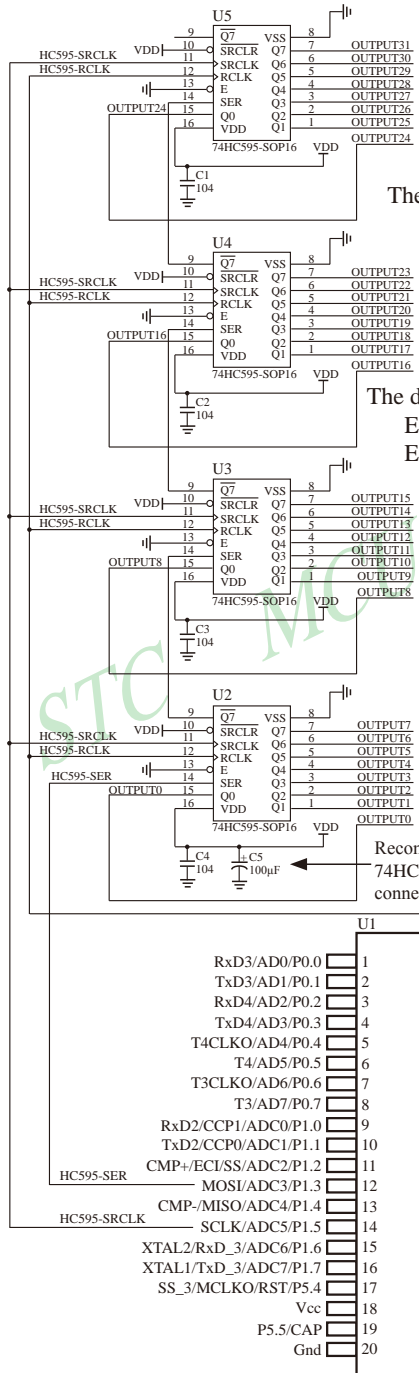 U5
9 Q7 VSS 8
VDD 10 SRCLR Q7 7 OUTPUT31
HC595-SRCLK 11 SRCLK Q6 6 OUTPUT30
HC595-RCLK 12 RCLK Q5 5 OUTPUT29
13 E Q4 4 OUTPUT28
14 SER Q3 3 OUTPUT27
OUTPUT24 15 Q0 Q2 2 OUTPUT26
16 VDD Q1 1 OUTPUT25
OUTPUT24
74HC595-SOP16 VDD
C1
104
The
U4
9 Q7 VSS 8
VDD 10 SRCLR Q7 7 OUTPUT23
HC595-SRCLK 11 SRCLK Q6 6 OUTPUT22
HC595-RCLK 12 RCLK Q5 5 OUTPUT21
13 E Q4 4 OUTPUT20
14 SER Q3 3 OUTPUT19
OUTPUT16 15 Q0 Q2 2 OUTPUT18
16 VDD Q1 1 OUTPUT17
OUTPUT16
74HC595-SOP16 VDD
C2
104
The d
E
E
U3
9 Q7 VSS 8
VDD 10 SRCLR Q7 7 OUTPUT15
HC595-SRCLK 11 SRCLK Q6 6 OUTPUT14
HC595-RCLK 12 RCLK Q5 5 OUTPUT13
13 E Q4 4 OUTPUT12
14 SER Q3 3 OUTPUT11
OUTPUT8 15 Q0 Q2 2 OUTPUT10
16 VDD Q1 1 OUTPUT9
OUTPUT8
74HC595-SOP16 VDD
C3
104
STC MCU
U2
9 Q7 VSS 8
VDD 10 SRCLR Q7 7 OUTPUT7
HC595-SRCLK 11 SRCLK Q6 6 OUTPUT6
HC595-RCLK 12 RCLK Q5 5 OUTPUT5
13 E Q4 4 OUTPUT4
HC595-SER 14 SER Q3 3 OUTPUT3
OUTPUT0 15 Q0 Q2 2 OUTPUT2
16 VDD Q1 1 OUTPUT1
OUTPUT0
74HC595-SOP16 VDD
C4
104
+ C5
100µF
Recom
74HC
connec
U1
RxD3/AD0/P0.0 1
TxD3/AD1/P0.1 2
RxD4/AD2/P0.2 3
TxD4/AD3/P0.3 4
T4CLKO/AD4/P0.4 5
T4/AD5/P0.5 6
T3CLKO/AD6/P0.6 7
T3/AD7/P0.7 8
RxD2/CCP1/ADC0/P1.0 9
TxD2/CCP0/ADC1/P1.1 10
CMP+/ECI/SS/ADC2/P1.2 11
HC595-SER MOSI/ADC3/P1.3 12
CMP-/MISO/ADC4/P1.4 13
HC595-SRCLK SCLK/ADC5/P1.5 14
XTAL2/RxD_3/ADC6/P1.6 15
XTAL1/TxD_3/ADC7/P1.7 16
SS_3/MCLKO/RST/P5.4 17
Vcc 18
P5.5/CAP 19
Gnd 20